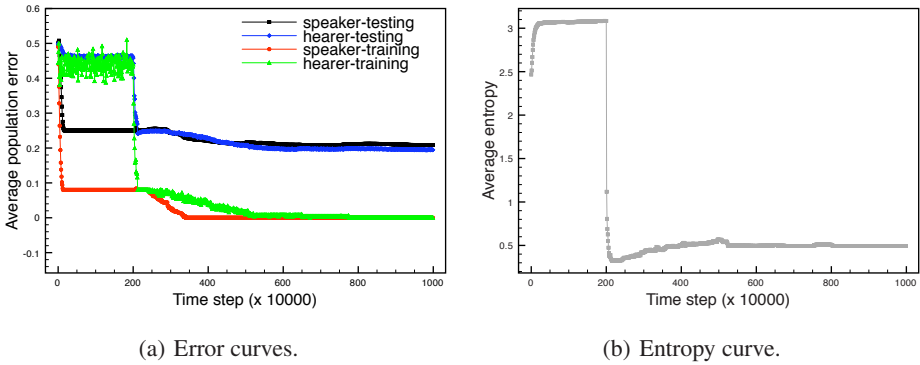 speaker-testing
hearer-testing
speaker-training
hearer-training
Average population error
0.6
0.5
0.4
0.3
0.2
0.1
0
-0.1
0
200
400
600
800
1000
Time step (x 10000)
(a) Error curves.
Average entropy
3.
2.5
2.
1.5
1.
0.5
0
200
400
600
800
1000
Time step (x 10000)
(b) Entropy curve.